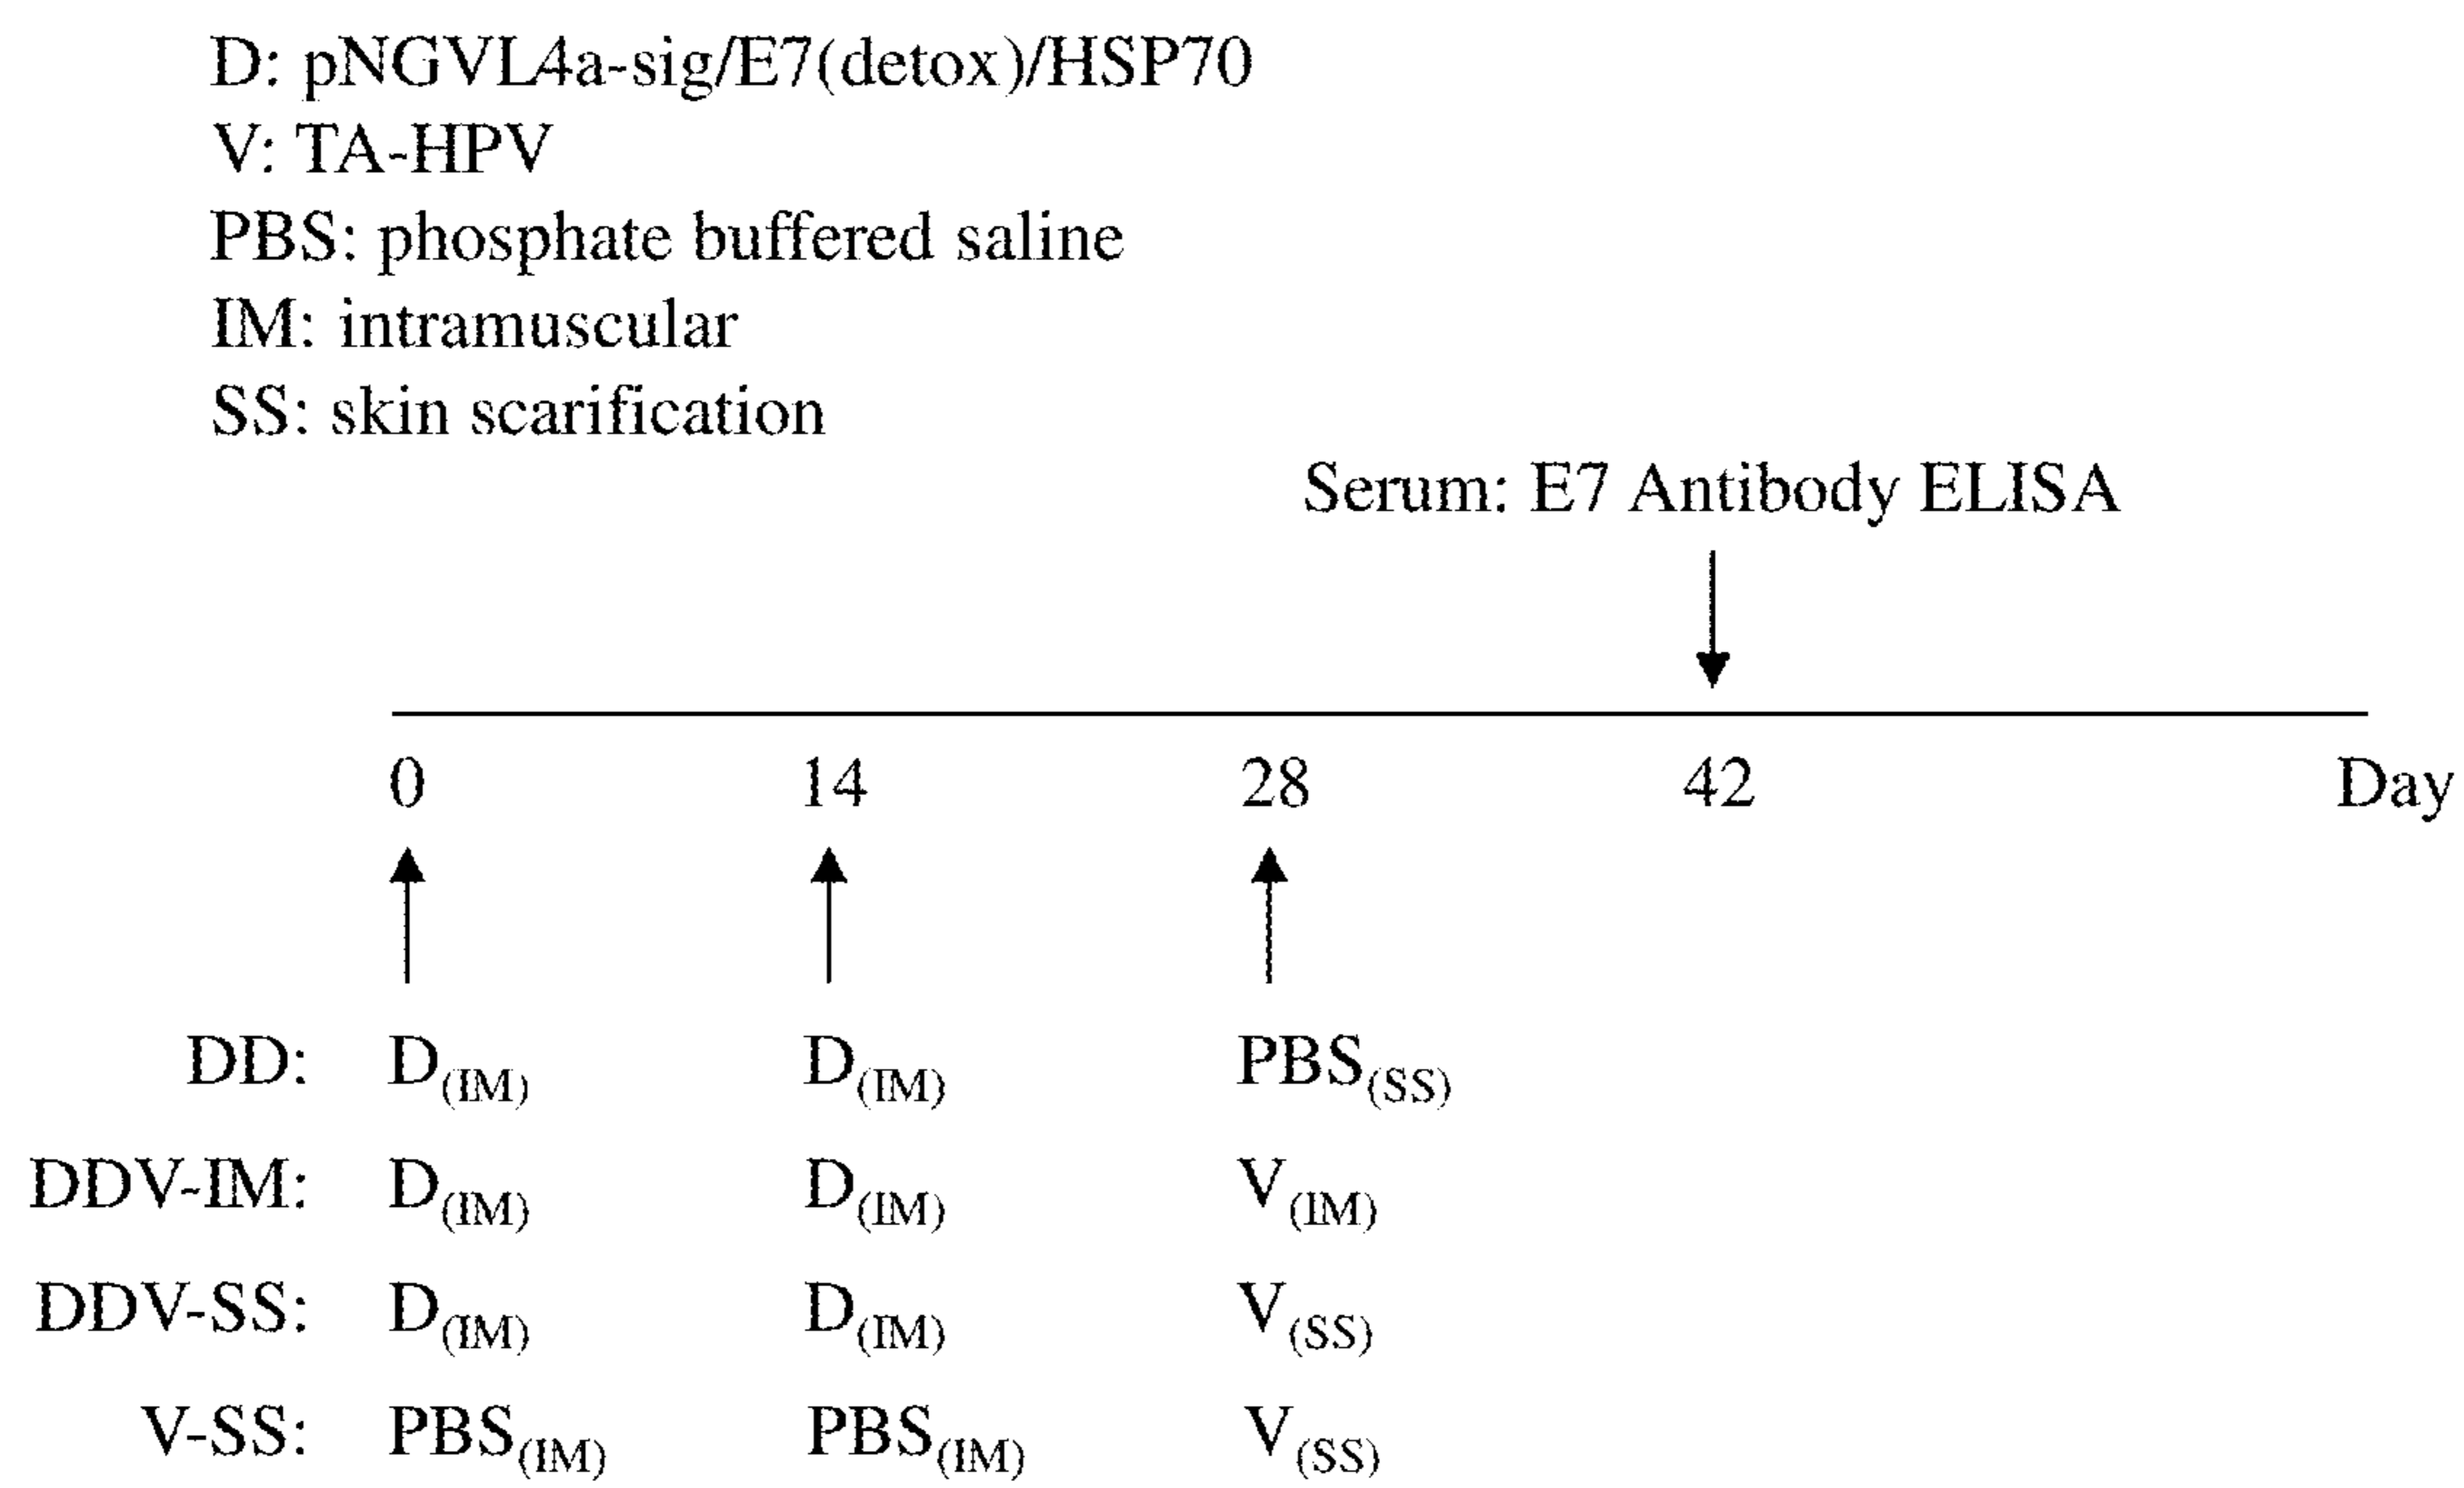 D: pNGVL4a-sig/E7(detox)/HSP70
V: TA-HPV
PBS: phosphate buffered saline
IM: intramuscular
SS: skin scarification
Serum: E7 Antibody ELISA
0 14 28 42 Day
DD: D(IM) D(IM) PBS(SS)
DDV-IM: D(IM) D(IM) V(IM)
DDV-SS: D(IM) D(IM) V(SS)
V-SS: PBS(IM) PBS(IM) V(SS)